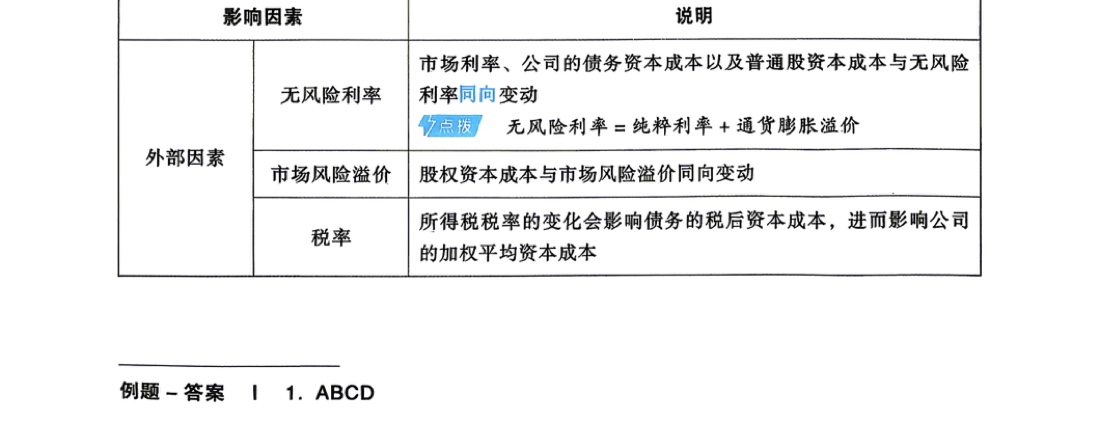 影响因素 说明
外部因素
无风险利率
市场利率、公司的债务资本成本以及普通股资本成本与无风险
利率同向变动
点拨 无风险利率 = 纯粹利率 + 通货膨胀溢价
市场风险溢价 股权资本成本与市场风险溢价同向变动
税率
所得税税率的变化会影响债务的税后资本成本，进而影响公司
的加权平均资本成本
例题 – 答案 | 1. ABCD